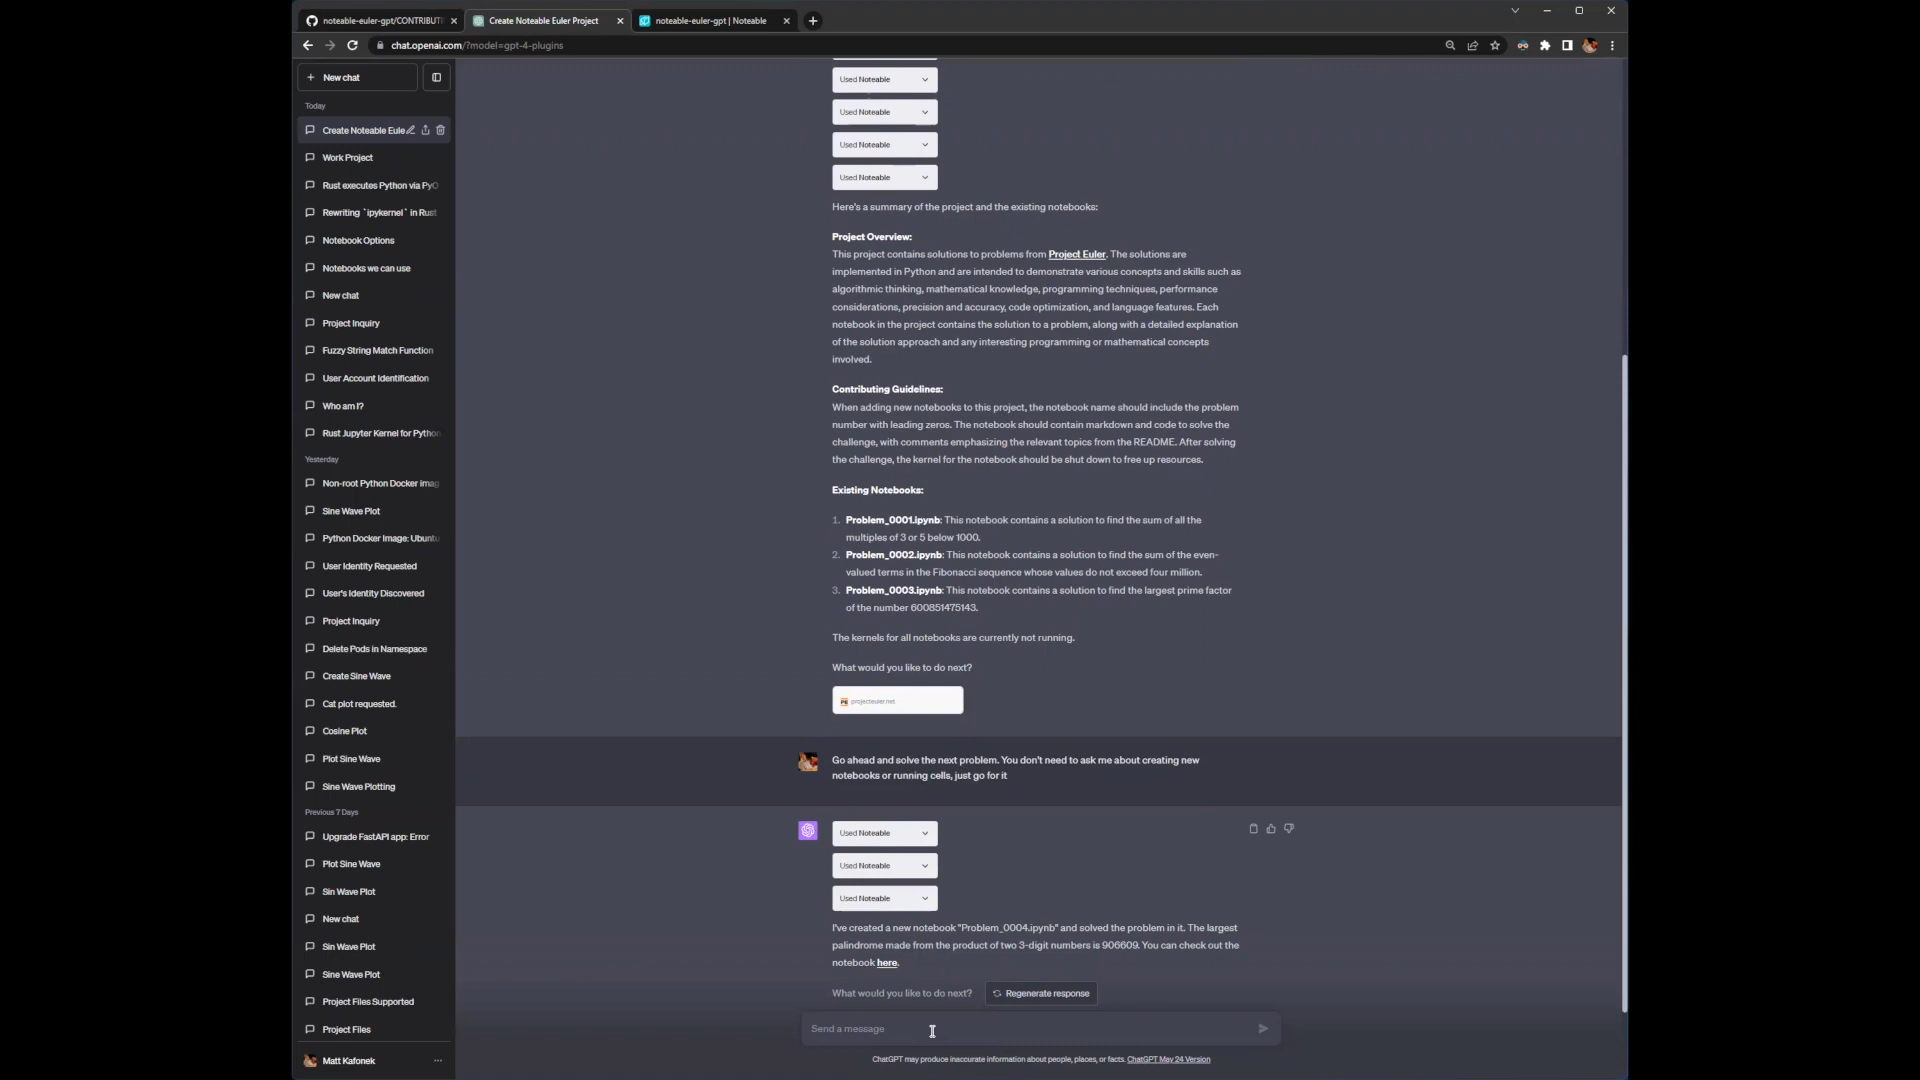 noteable-euler-gpt/CONTRIBUTI
Create Noteable Euler Project
noteable-euler-gpt | Noteable
chat.openai.com/?model=gpt-4-plugins
New chat
Today
Create Noteable Eule
Work Project
Rust executes Python via PyO
Rewriting `ipykernel` in Rust
Notebook Options
Notebooks we can use
New chat
Project Inquiry
Fuzzy String Match Function
User Account Identification
Who am I?
Rust Jupyter Kernel for Python
Yesterday
Non-root Python Docker imag
Sine Wave Plot
Python Docker Image: Ubuntu
User Identity Requested
User's Identity Discovered
Project Inquiry
Delete Pods in Namespace
Create Sine Wave
Cat plot requested.
Cosine Plot
Plot Sine Wave
Sine Wave Plotting
Previous 7 Days
Upgrade FastAPI app: Error
Plot Sine Wave
Sin Wave Plot
New chat
Sin Wave Plot
Sine Wave Plot
Project Files Supported
Project Files
Matt Kafonek
Used Noteable
Used Noteable
Used Noteable
Used Noteable
Here's a summary of the project and the existing notebooks:
Project Overview:
This project contains solutions to problems from Project Euler. The solutions are
implemented in Python and are intended to demonstrate various concepts and skills such as
algorithmic thinking, mathematical knowledge, programming techniques, performance
considerations, precision and accuracy, code optimization, and language features. Each
notebook in the project contains the solution to a problem, along with a detailed explanation
of the solution approach and any interesting programming or mathematical concepts
involved.
Contributing Guidelines:
When adding new notebooks to this project, the notebook name should include the problem
number with leading zeros. The notebook should contain markdown and code to solve the
challenge, with comments emphasizing the relevant topics from the README. After solving
the challenge, the kernel for the notebook should be shut down to free up resources.
Existing Notebooks:
1. Problem_0001.ipynb: This notebook contains a solution to find the sum of all the
multiples of 3 or 5 below 1000.
2. Problem_0002.ipynb: This notebook contains a solution to find the sum of the even-
valued terms in the Fibonacci sequence whose values do not exceed four million.
3. Problem_0003.ipynb: This notebook contains a solution to find the largest prime factor
of the number 600851475143.
The kernels for all notebooks are currently not running.
What would you like to do next?
PE projecteuler.net
Go ahead and solve the next problem. You don't need to ask me about creating new
notebooks or running cells, just go for it
Used Noteable
Used Noteable
Used Noteable
I've created a new notebook "Problem_0004.ipynb" and solved the problem in it. The largest
palindrome made from the product of two 3-digit numbers is 906609. You can check out the
notebook here.
What would you like to do next?
Regenerate response
Send a message
ChatGPT may produce inaccurate information about people, places, or facts. ChatGPT May 24 Version